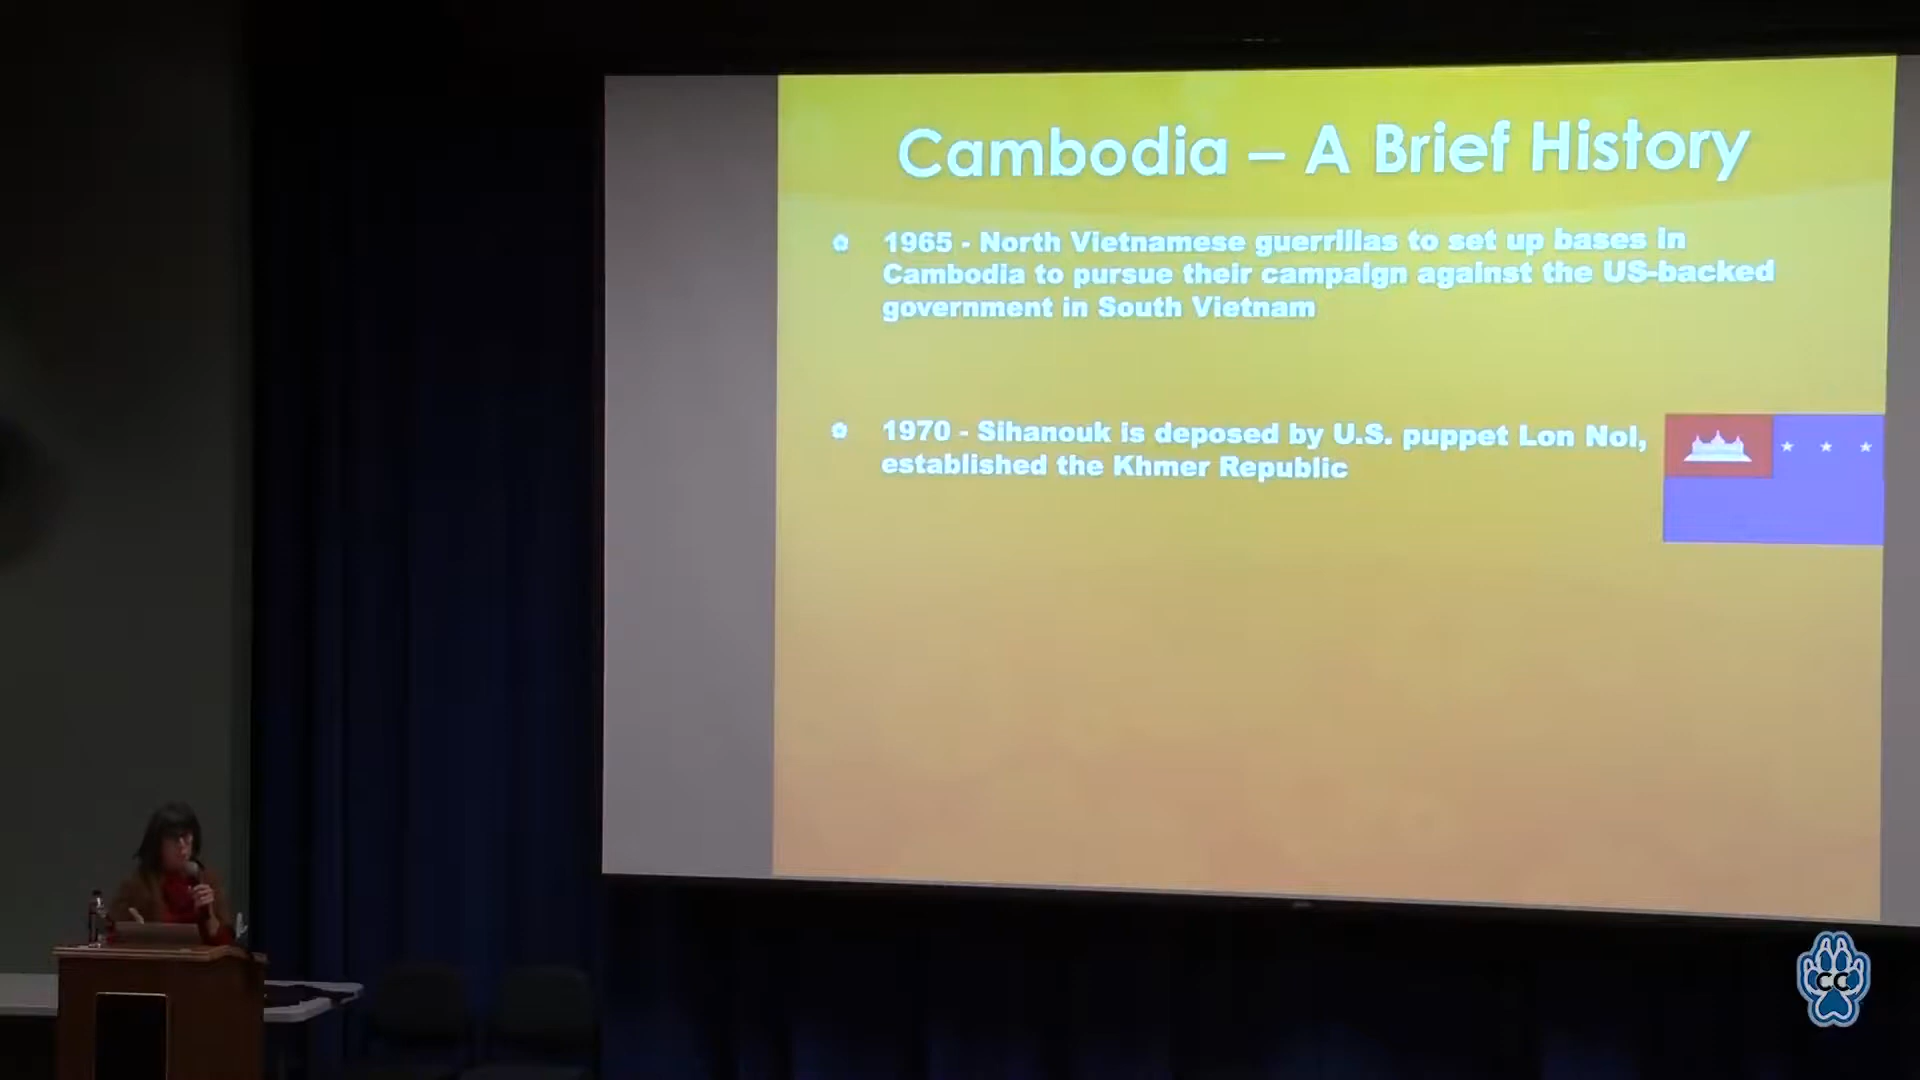 Cambodia – A Brief History
1965 - North Vietnamese guerrillas to set up bases in
Cambodia to pursue their campaign against the US-backed
government in South Vietnam
1970 - Sihanouk is deposed by U.S. puppet Lon Nol,
established the Khmer Republic
CC